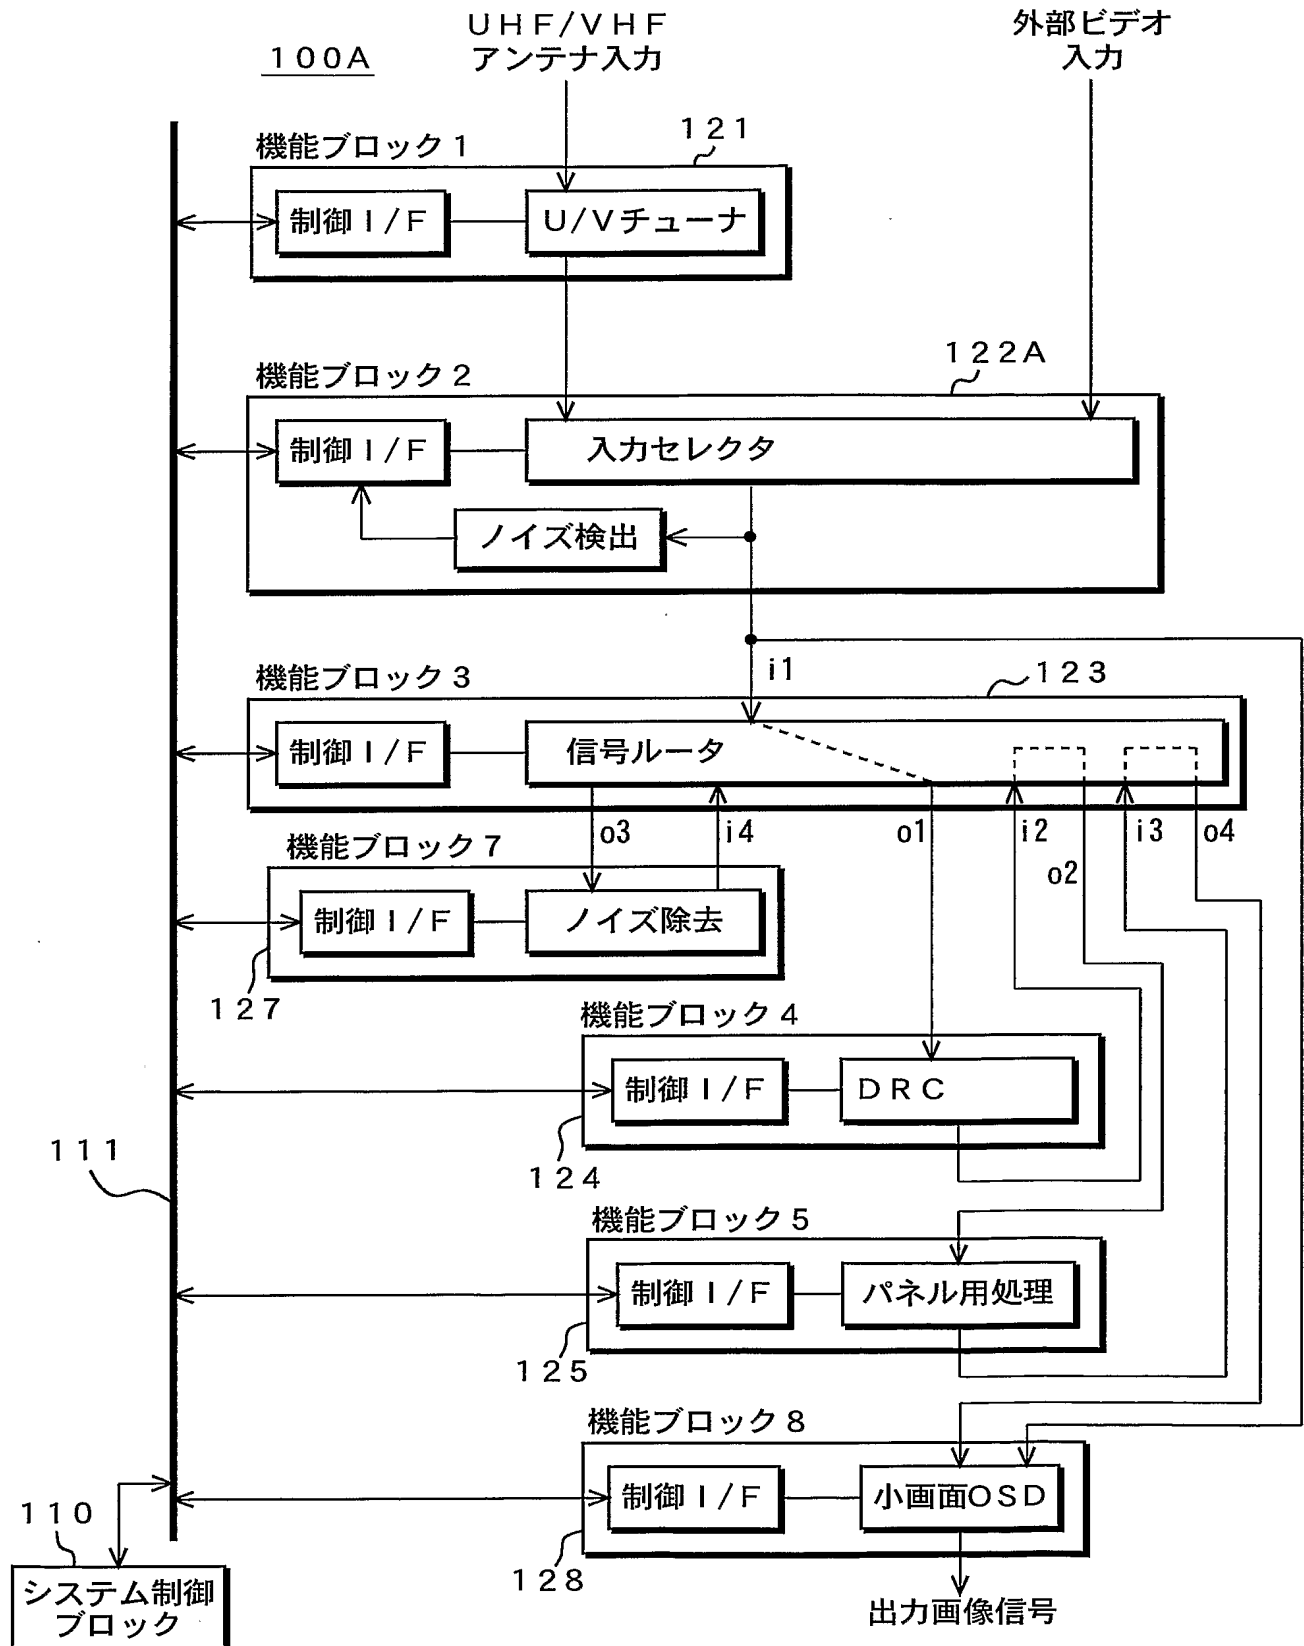 UHF/VHF
アンテナ入力
外部ビデオ
入力
100A
機能ブロック1
121
制御I/F
U/Vチューナ
機能ブロック2
122A
制御I/F
入力セレクタ
ノイズ検出
i1
機能ブロック3
123
制御I/F
信号ルータ
o3
i4
o1
i2
o2
i3
o4
機能ブロック7
制御I/F
ノイズ除去
127
機能ブロック4
制御I/F
DRC
124
111
機能ブロック5
制御I/F
パネル用処理
125
機能ブロック8
制御I/F
小画面OSD
128
110
システム制御
ブロック
出力画像信号